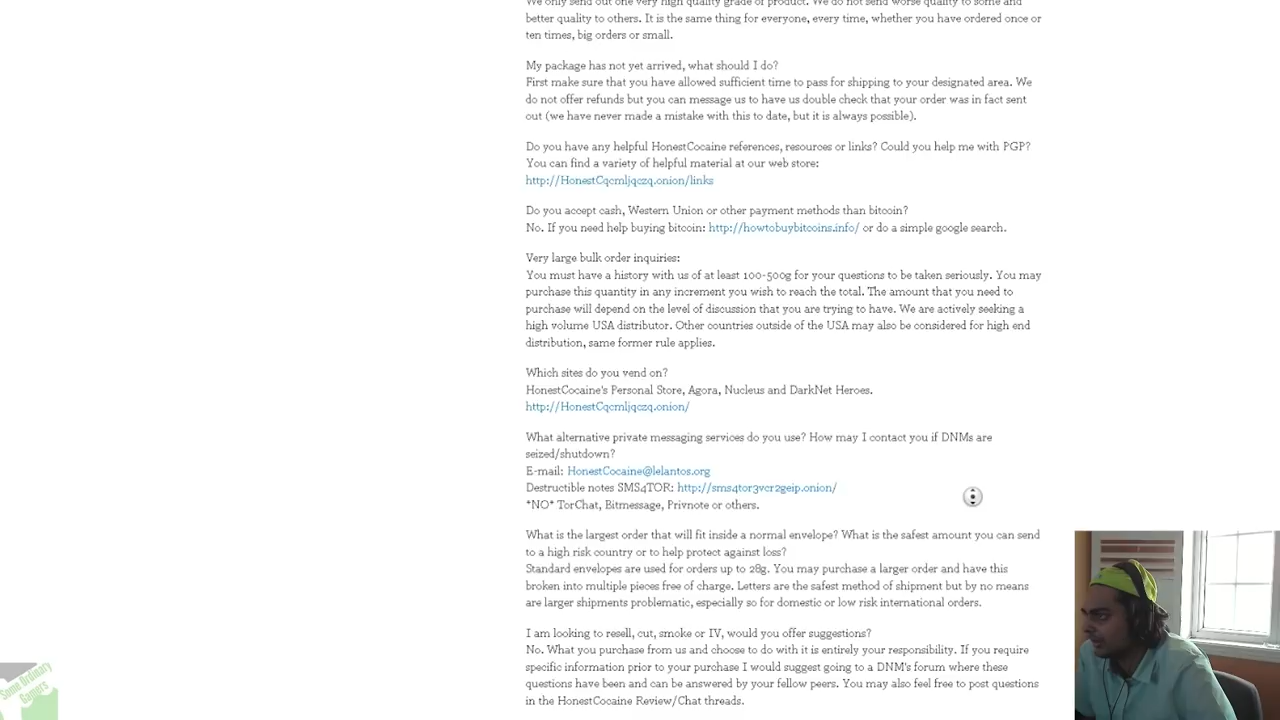 We only send out one very high quality grade of product. We do not send worse quality to some and
better quality to others. It is the same thing for everyone, every time, whether you have ordered once or
ten times, big orders or small.
My package has not yet arrived, what should I do?
First make sure that you have allowed sufficient time to pass for shipping to your designated area. We
do not offer refunds but you can message us to have us double check that your order was in fact sent
out (we have never made a mistake with this to date, but it is always possible).
Do you have any helpful HonestCocaine references, resources or links? Could you help me with PGP?
You can find a variety of helpful material at our web store:
http://HonestCqcmljqczq.onion/links
Do you accept cash, Western Union or other payment methods than bitcoin?
No. If you need help buying bitcoin: http://howtobuybitcoins.info/ or do a simple google search.
Very large bulk order inquiries:
You must have a history with us of at least 100-500g for your questions to be taken seriously. You may
purchase this quantity in any increment you wish to reach the total. The amount that you need to
purchase will depend on the level of discussion that you are trying to have. We are actively seeking a
high volume USA distributor. Other countries outside of the USA may also be considered for high end
distribution, same former rule applies.
Which sites do you vend on?
HonestCocaine's Personal Store, Agora, Nucleus and DarkNet Heroes.
http://HonestCqcmljqczq.onion/
What alternative private messaging services do you use? How may I contact you if DNMs are
seized/shutdown?
E-mail: HonestCocaine@lelantos.org
Destructible notes SMS4TOR: http://sms4tor3vcr2geip.onion/
*NO* TorChat, Bitmessage, Privnote or others.
What is the largest order that will fit inside a normal envelope? What is the safest amount you can send
to a high risk country or to help protect against loss?
Standard envelopes are used for orders up to 28g. You may purchase a larger order and have this
broken into multiple pieces free of charge. Letters are the safest method of shipment but by no means
are larger shipments problematic, especially so for domestic or low risk international orders.
I am looking to resell, cut, smoke or IV, would you offer suggestions?
No. What you purchase from us and choose to do with it is entirely your responsibility. If you require
specific information prior to your purchase I would suggest going to a DNM's forum where these
questions have been and can be answered by your fellow peers. You may also feel free to post questions
in the HonestCocaine Review/Chat threads.
Some Ordinary
Gamers